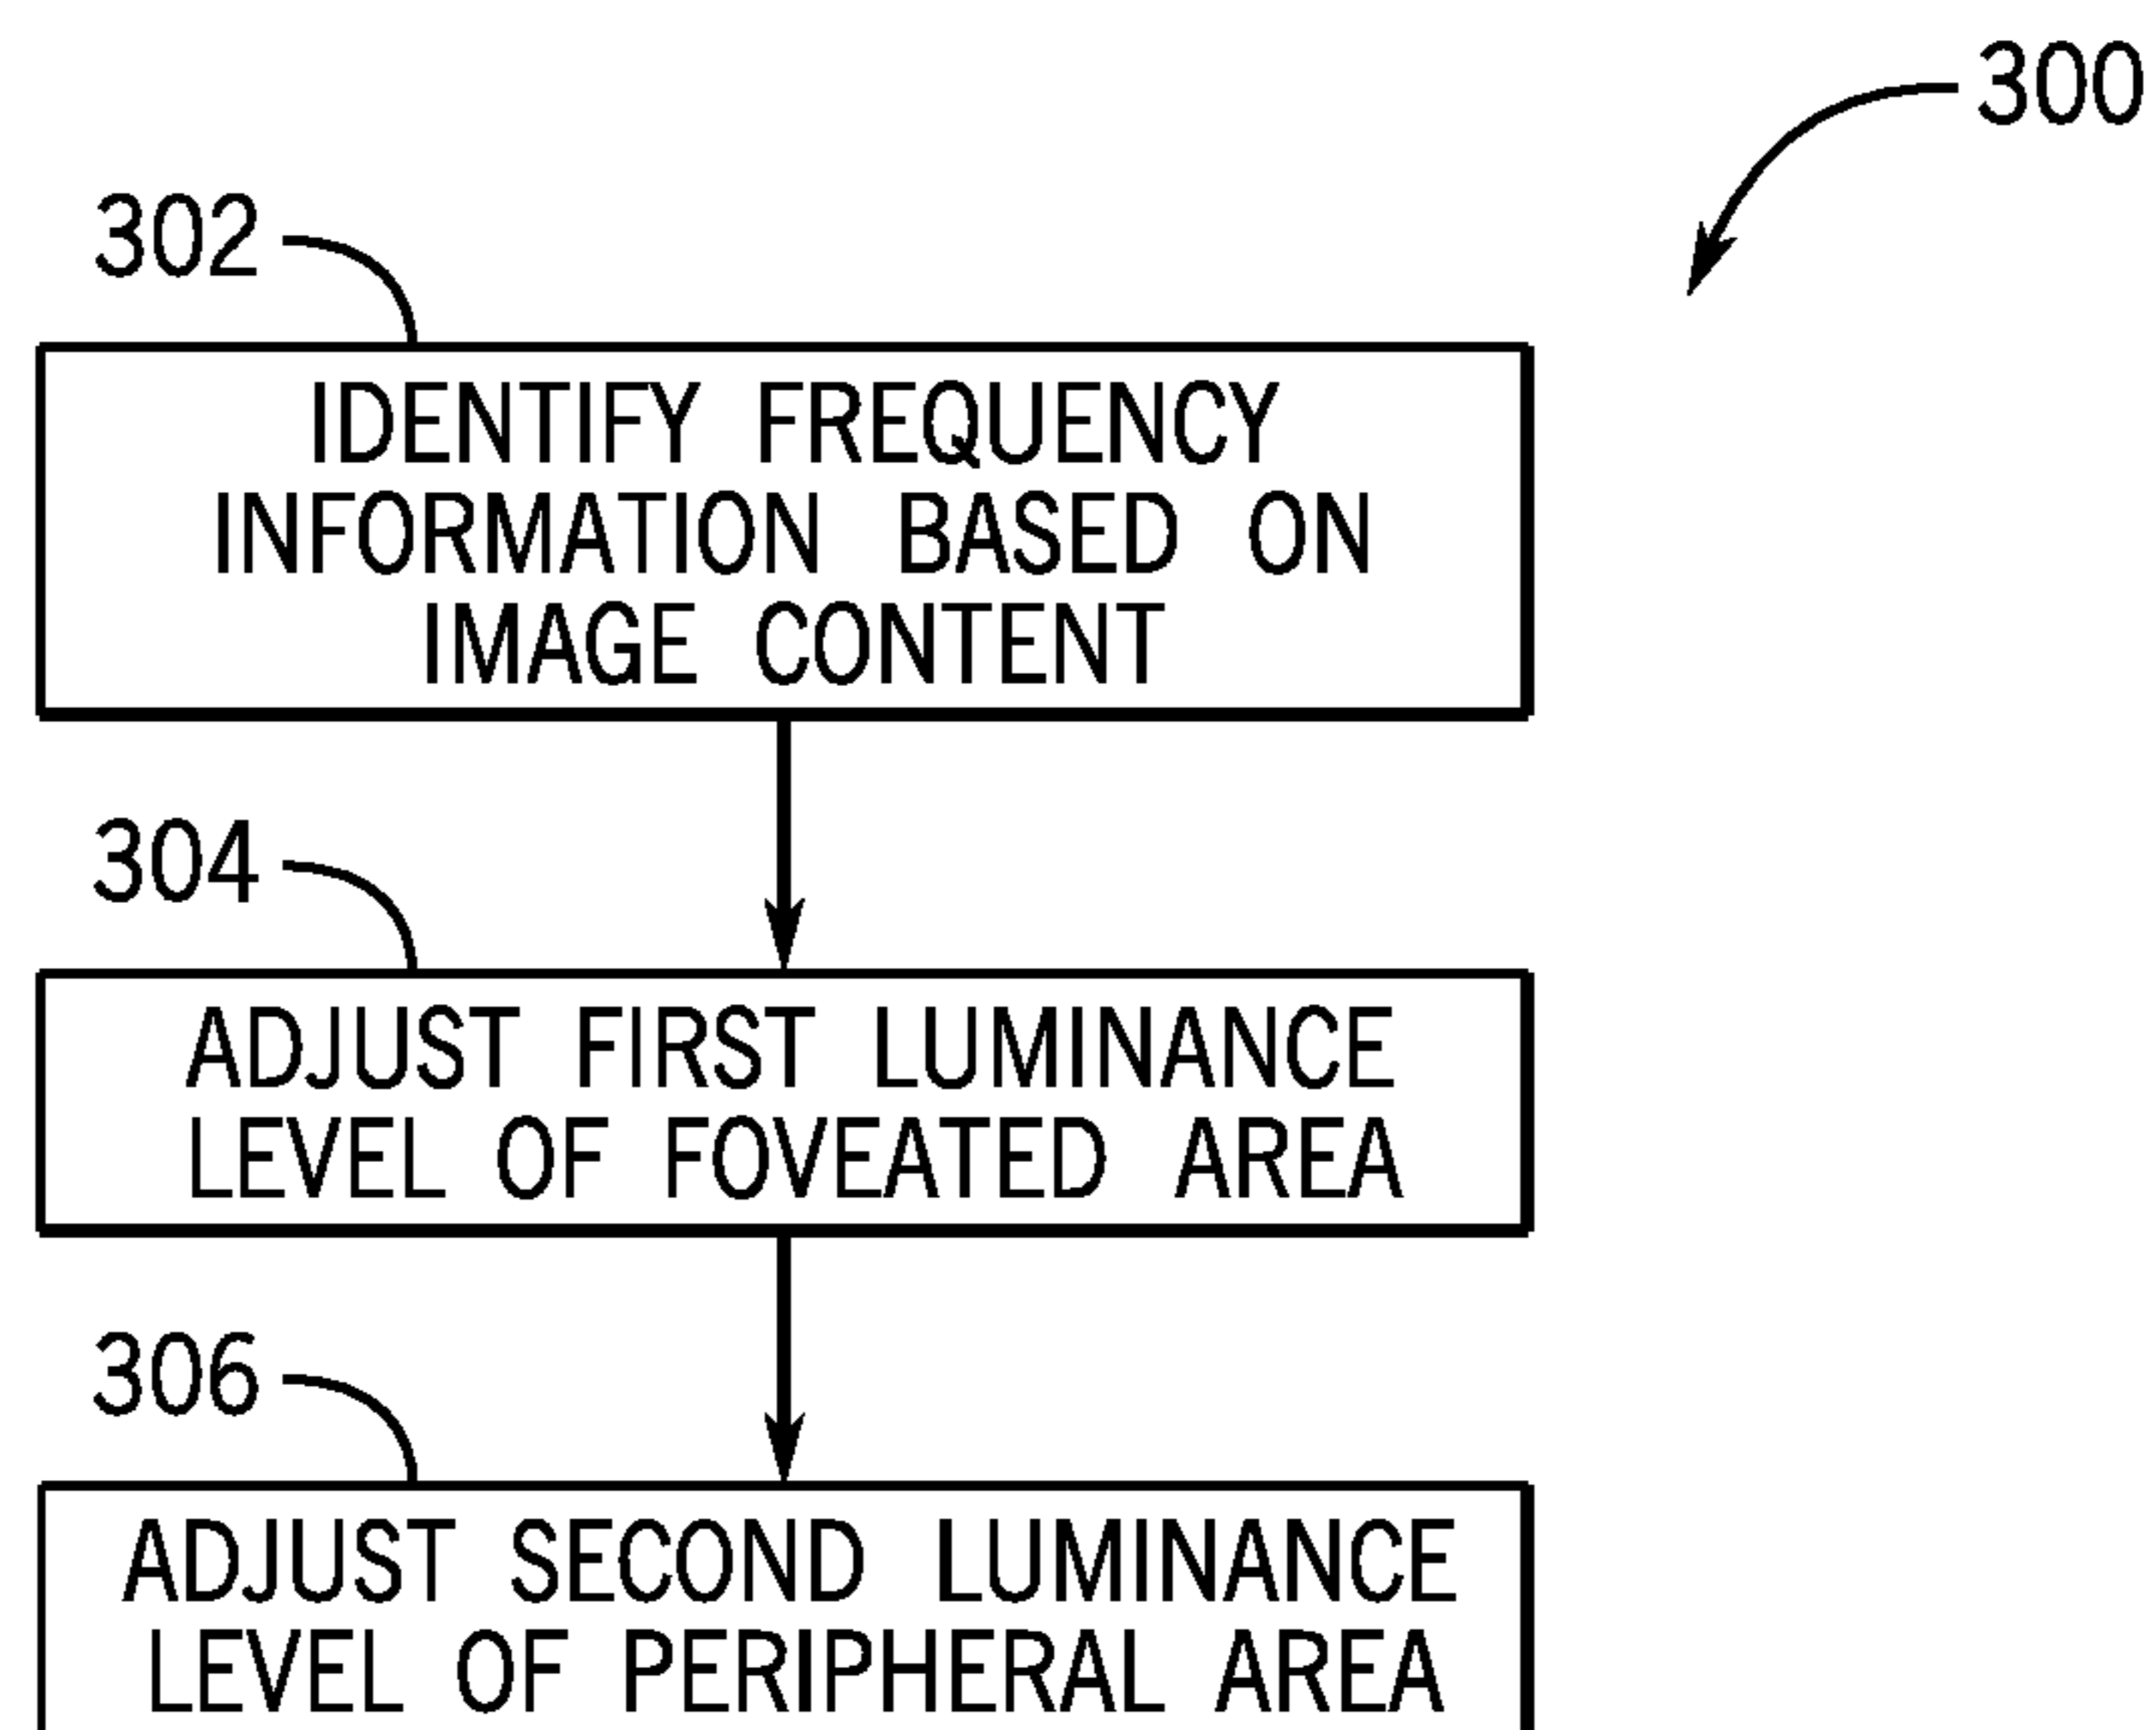 300
302
IDENTIFY FREQUENCY
INFORMATION BASED ON
IMAGE CONTENT
304
ADJUST FIRST LUMINANCE
LEVEL OF FOVEATED AREA
306
ADJUST SECOND LUMINANCE
LEVEL OF PERIPHERAL AREA